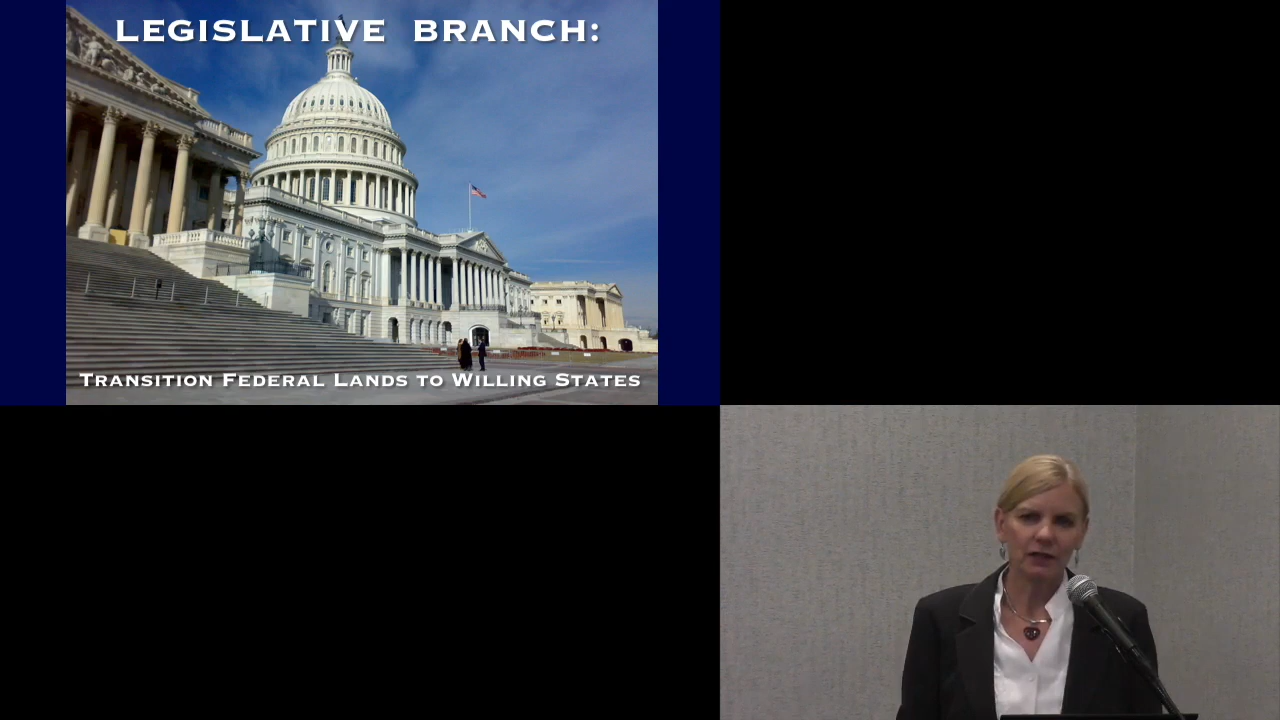 LEGISLATIVE BRANCH:
TRANSITION FEDERAL LANDS TO WILLING STATES